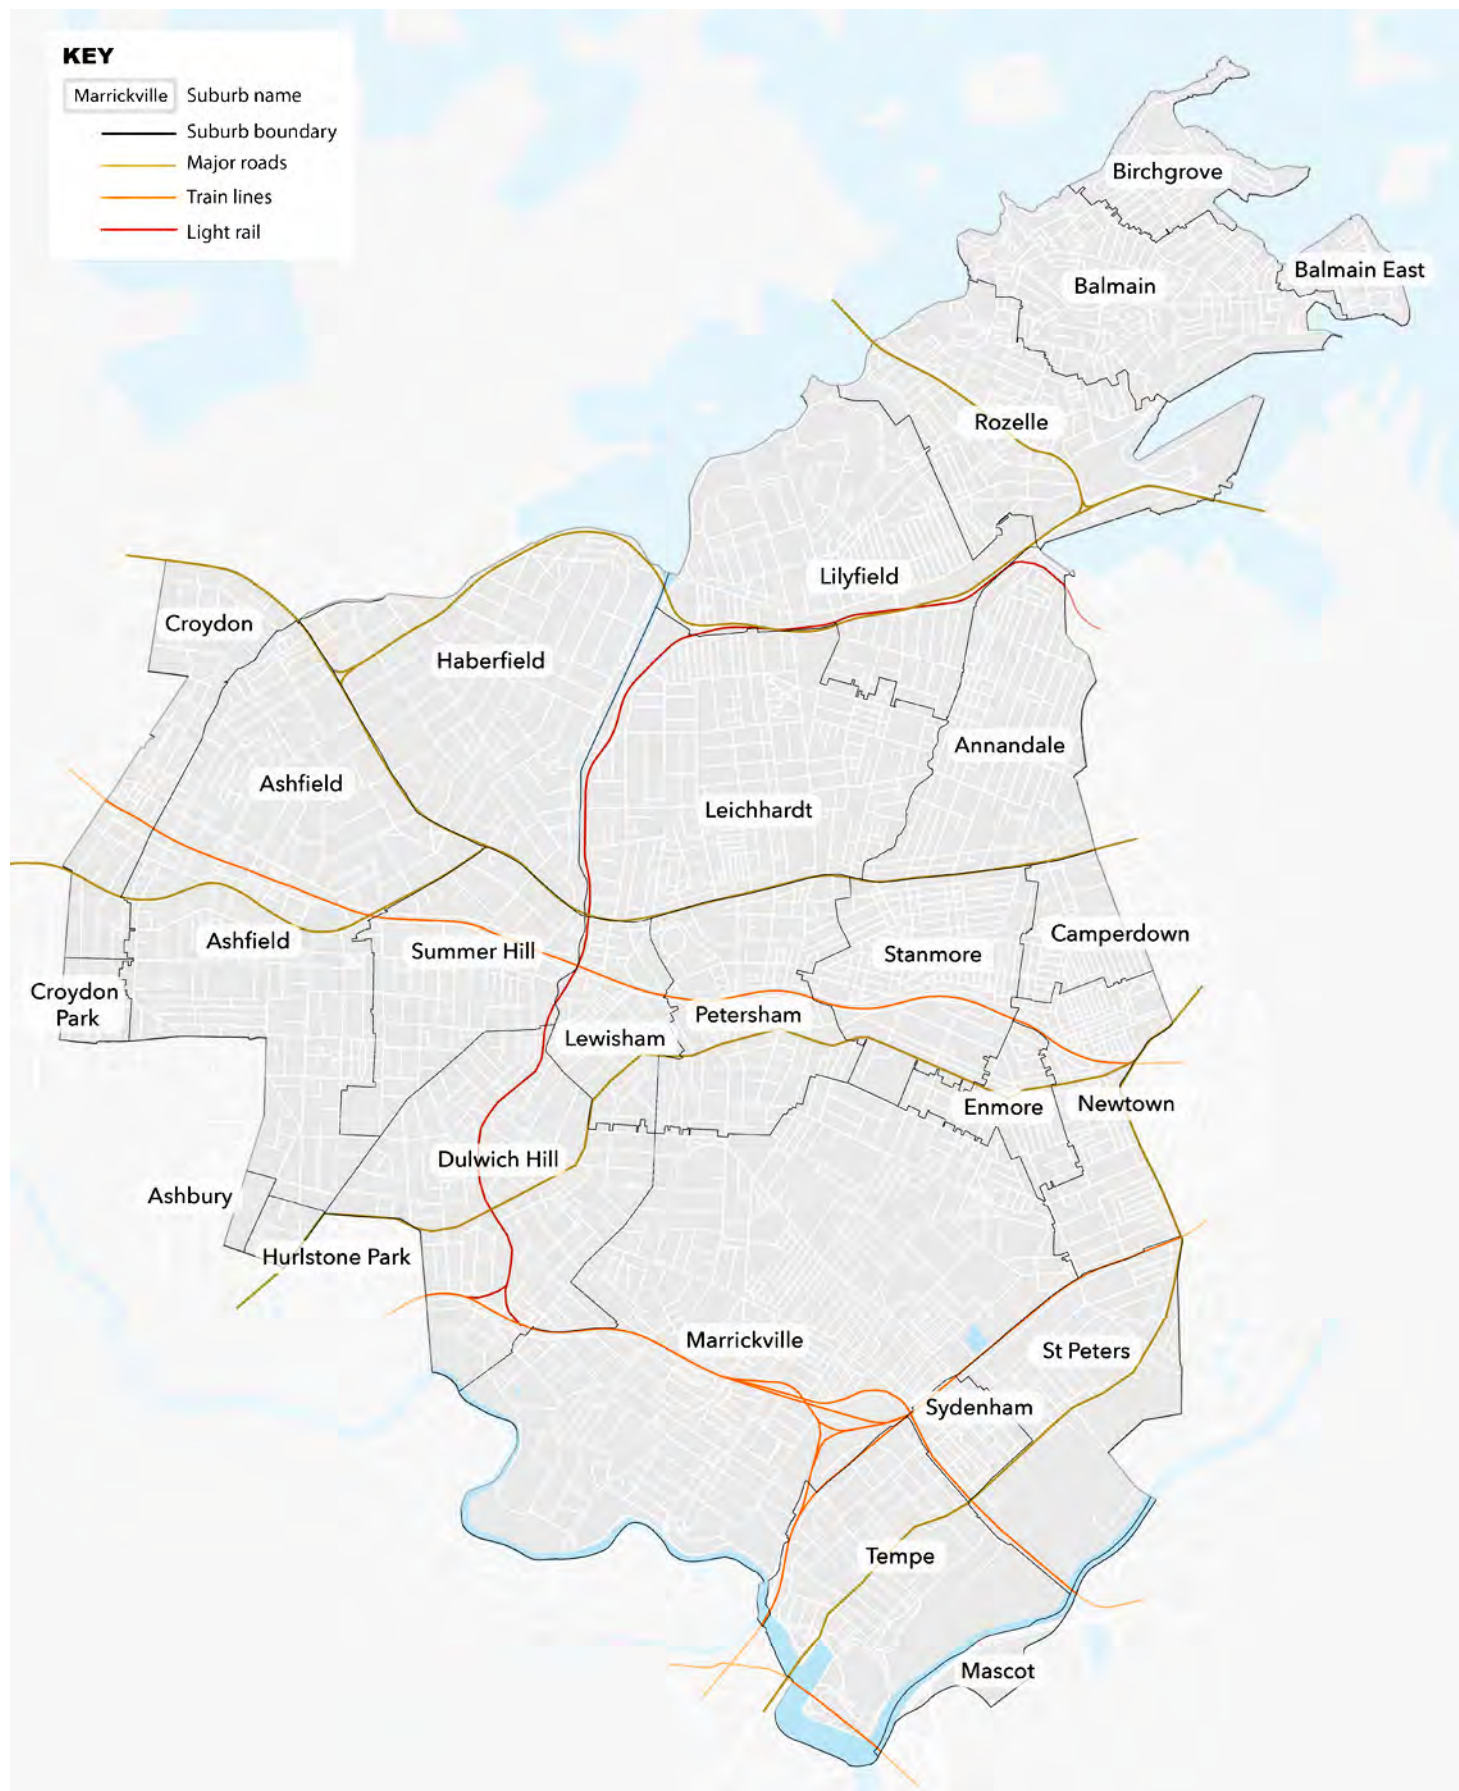 KEY
Marrickville
Suburb name
Suburb boundary
Major roads
Train lines
Light rail
Birchgrove
Balmain East
Balmain
Rozelle
Lilyfield
Croydon
Haberfield
Annandale
Ashfield
Leichhardt
Camperdown
Ashfield
Summer Hill
Stanmore
Croydon
Park
Petersham
Lewisham
Enmore
Newtown
Dulwich Hill
Ashbury
Hurlstone Park
Marrickville
St Peters
Sydenham
Tempe
Mascot